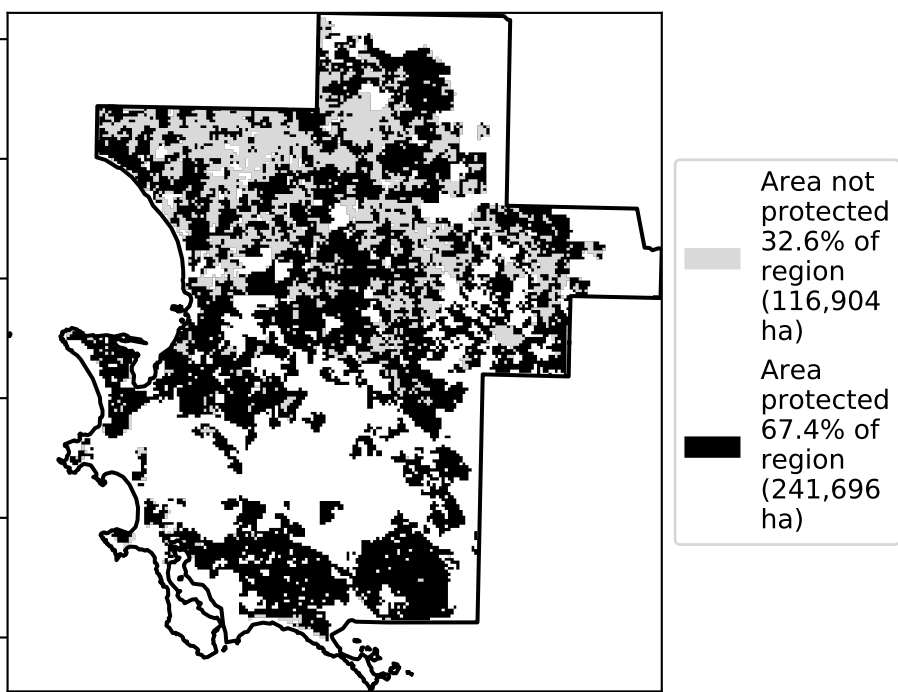 Area not
protected
32.6% of
region
(116,904
ha)
Area
protected
67.4% of
region
(241,696
ha)